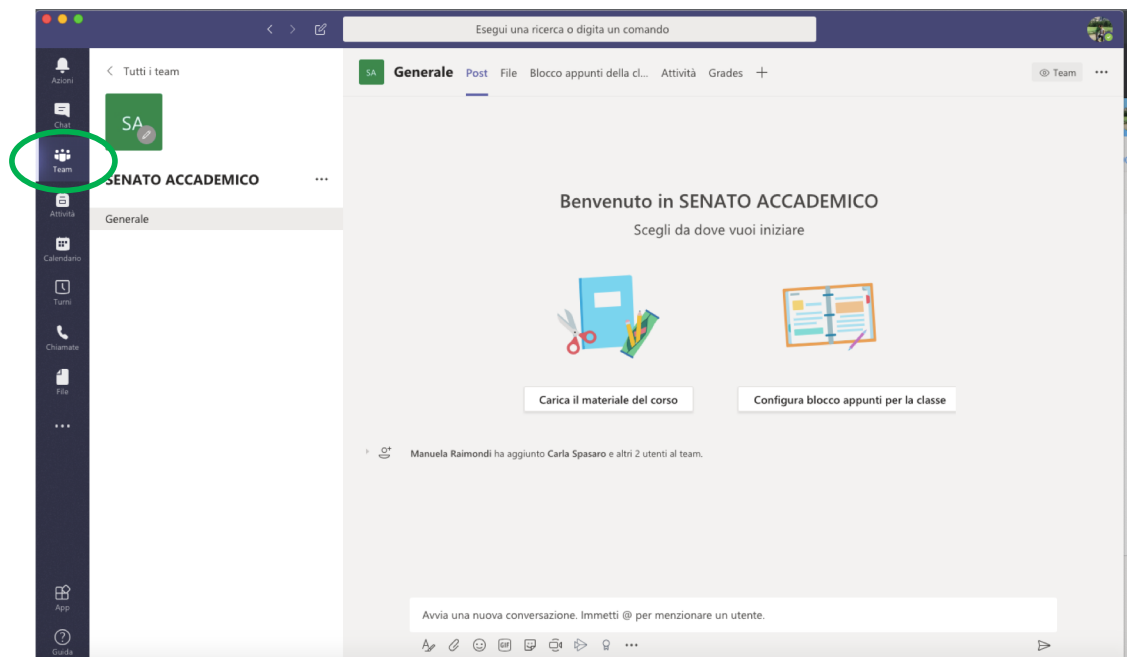 Esegui una ricerca o digita un comando
Azioni
Chat
Team
Attività
Calendario
Turni
Chiamate
File
App
Guida
Tutti i team
SA
SENATO ACCADEMICO
Generale
SA Generale Post File Blocco appunti della cl... Attività Grades
Team
Benvenuto in SENATO ACCADEMICO
Scegli da dove vuoi iniziare
Carica il materiale del corso
Configura blocco appunti per la classe
Manuela Raimondi ha aggiunto Carla Spasaro e altri 2 utenti al team.
Avvia una nuova conversazione. Immetti @ per menzionare un utente.
GIF